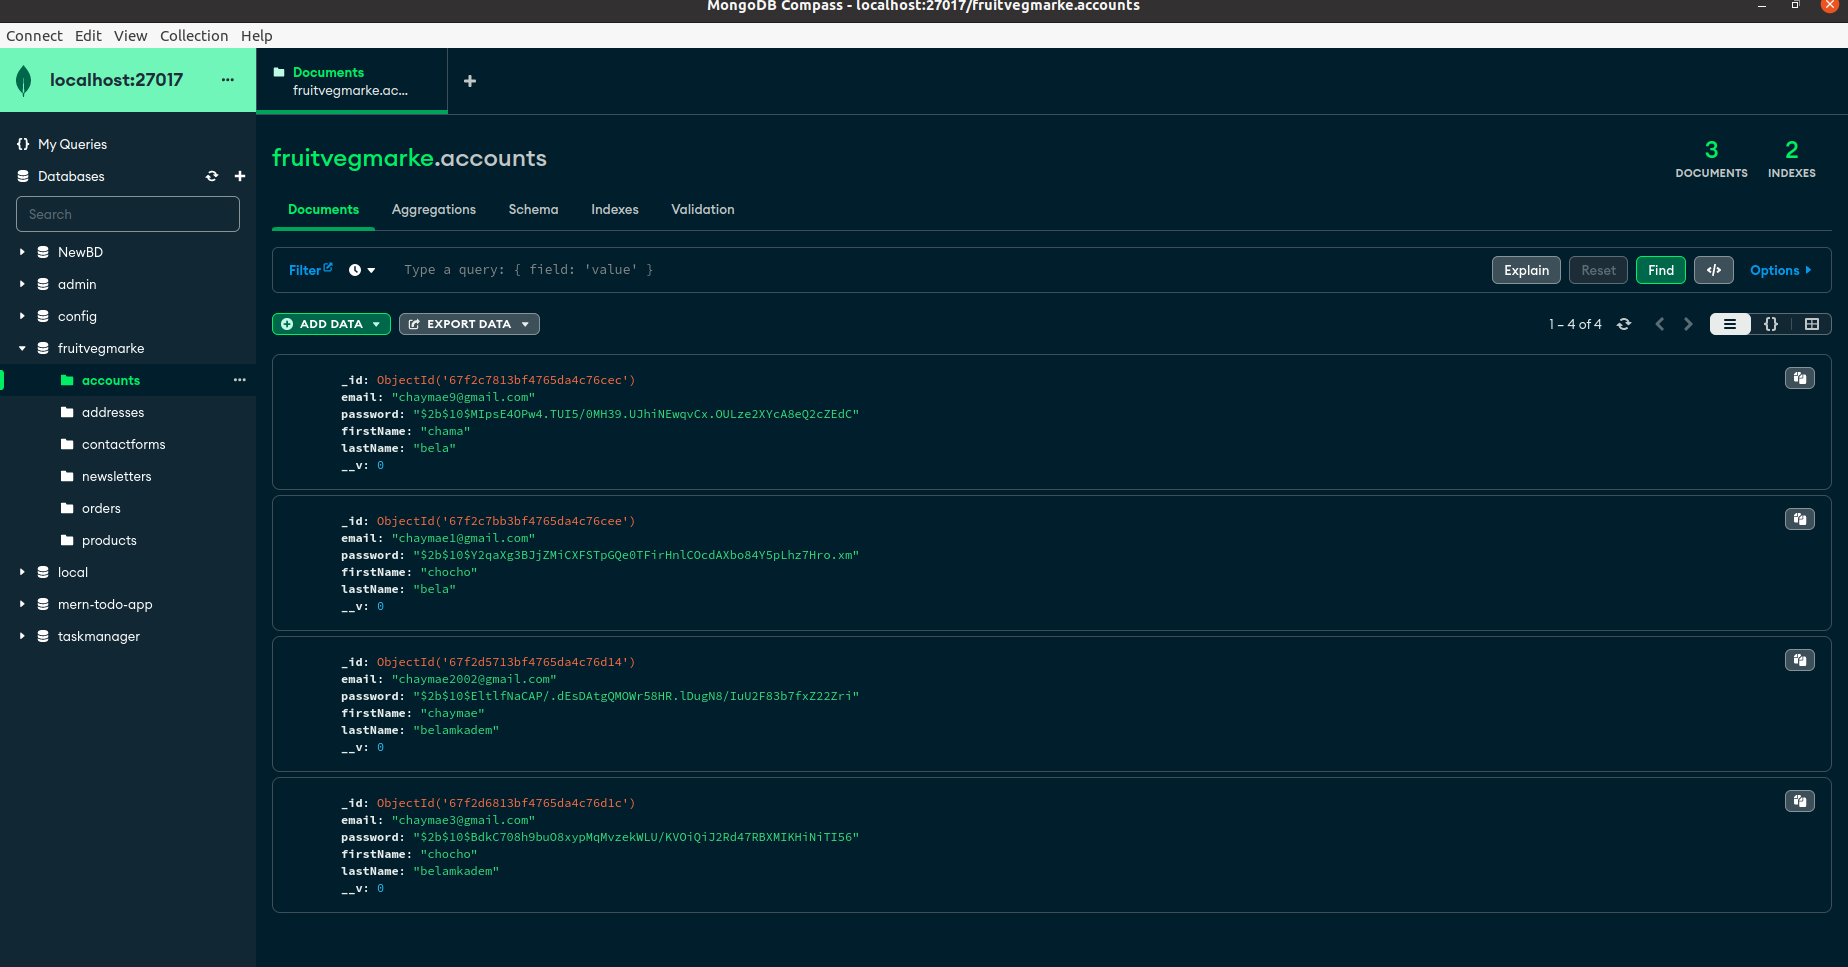 MongoDB Compass - localhost:27017/fruitvegmarke.accounts
Connect Edit View Collection Help
localhost:27017 ...
Documents
fruitvegmarke.ac...
My Queries
Databases
Search
NewBD
admin
config
fruitvegmarke
accounts ...
addresses
contactforms
newsletters
orders
products
local
mern-todo-app
taskmanager
fruitvegmarke.accounts
3
DOCUMENTS
2
INDEXES
Documents Aggregations Schema Indexes Validation
Filter Type a query: { field: 'value' } Explain Reset Find </> Options
ADD DATA EXPORT DATA 1 – 4 of 4 {}
_id: ObjectId('67f2c7813bf4765da4c76cec')
email: "chaymae9@gmail.com"
password: "$2b$10$MIpsE4OPw4.TUI5/0MH39.UJhiNEwqvCx.OULze2XYcA8eQ2cZEdC"
firstName: "chama"
lastName: "bela"
__v: 0
_id: ObjectId('67f2c7bb3bf4765da4c76cee')
email: "chaymae1@gmail.com"
password: "$2b$10$Y2qaXg3BJjZMiCXFSTpGQe0TFirHnlCOcdAXbo84Y5pLhz7Hro.xm"
firstName: "chocho"
lastName: "bela"
__v: 0
_id: ObjectId('67f2d5713bf4765da4c76d14')
email: "chaymae2002@gmail.com"
password: "$2b$10$EltlfNaCAP/.dEsDAtgQMOWr58HR.lDugN8/IuU2F83b7fxZ22Zri"
firstName: "chaymae"
lastName: "belamkadem"
__v: 0
_id: ObjectId('67f2d6813bf4765da4c76d1c')
email: "chaymae3@gmail.com"
password: "$2b$10$BdkC708h9buO8xypMqMvzekWLU/KVOiQiJ2Rd47RBXMIKHiNiTI56"
firstName: "chocho"
lastName: "belamkadem"
__v: 0